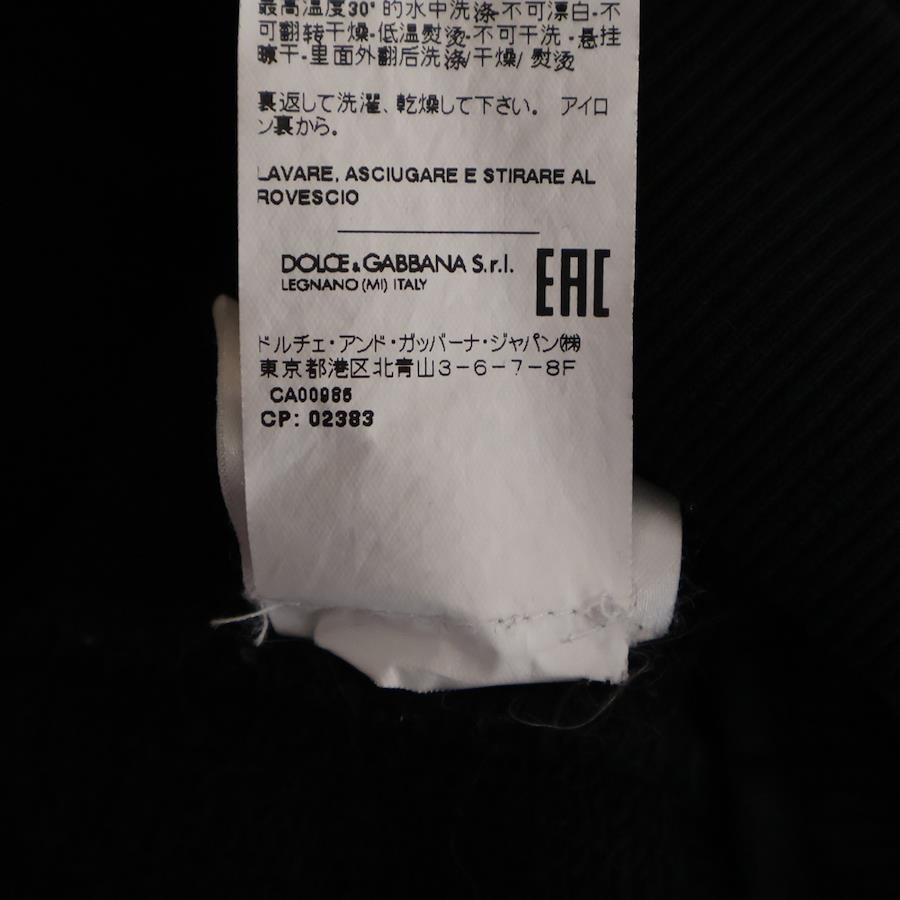 最高温度30°的水中洗涤-不可漂白-不
可翻转干燥-低温熨烫-不可干洗-悬挂
晾干-里面外翻后洗涤/干燥/熨烫
裏返して洗濯、乾燥して下さい。 アイロ
ン裏から。
LAVARE, ASCIUGARE E STIRARE AL
ROVESCIO
DOLCE & GABBANA S.r.l.
LEGNANO (MI) ITALY
EAC
ドルチェ・アンド・ガッバーナ・ジャパン㈱
東京都港区北青山3-6-7-8F
CA00985
CP: 02383